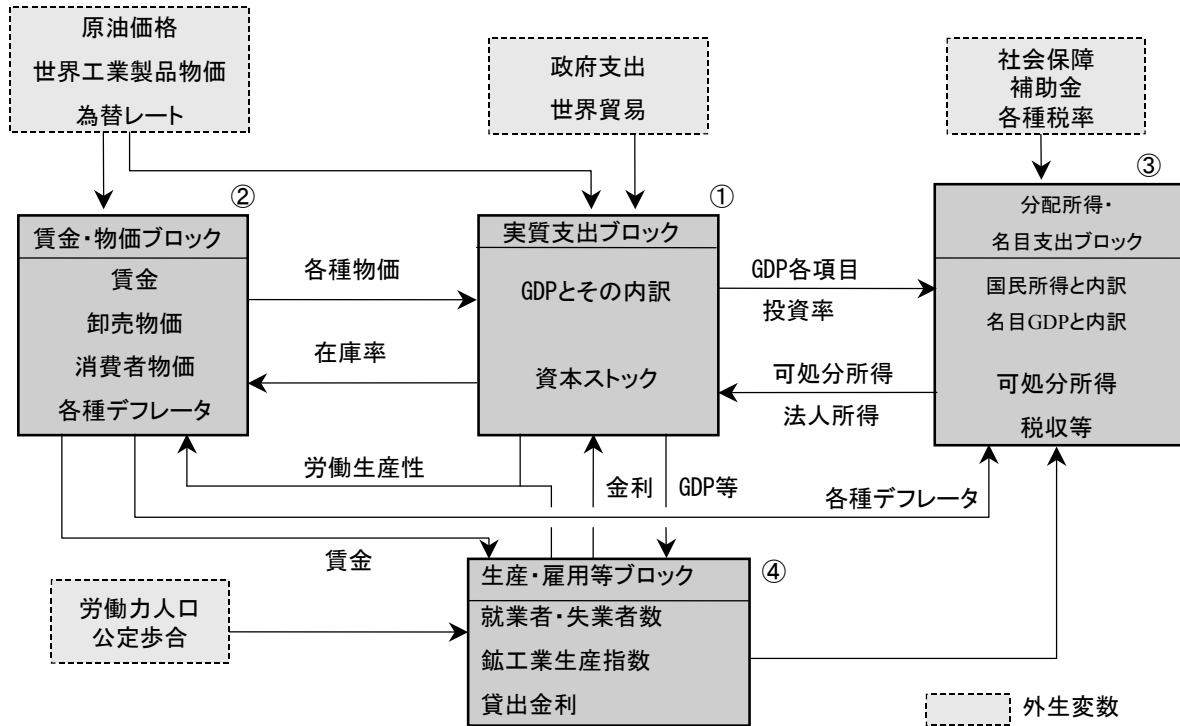 原油価格
世界工業製品物価
為替レート
政府支出
世界貿易
社会保障
補助金
各種税率
②
①
③
賃金・物価ブロック
賃金
卸売物価
消費者物価
各種デフレータ
各種物価
在庫率
実質支出ブロック
GDPとその内訳
資本ストック
GDP各項目
投資率
可処分所得
法人所得
分配所得・
名目支出ブロック
国民所得と内訳
名目GDPと内訳
可処分所得
税収等
労働生産性
金利
GDP等
各種デフレータ
賃金
④
生産・雇用等ブロック
就業者・失業者数
鉱工業生産指数
貸出金利
労働力人口
公定歩合
外生変数